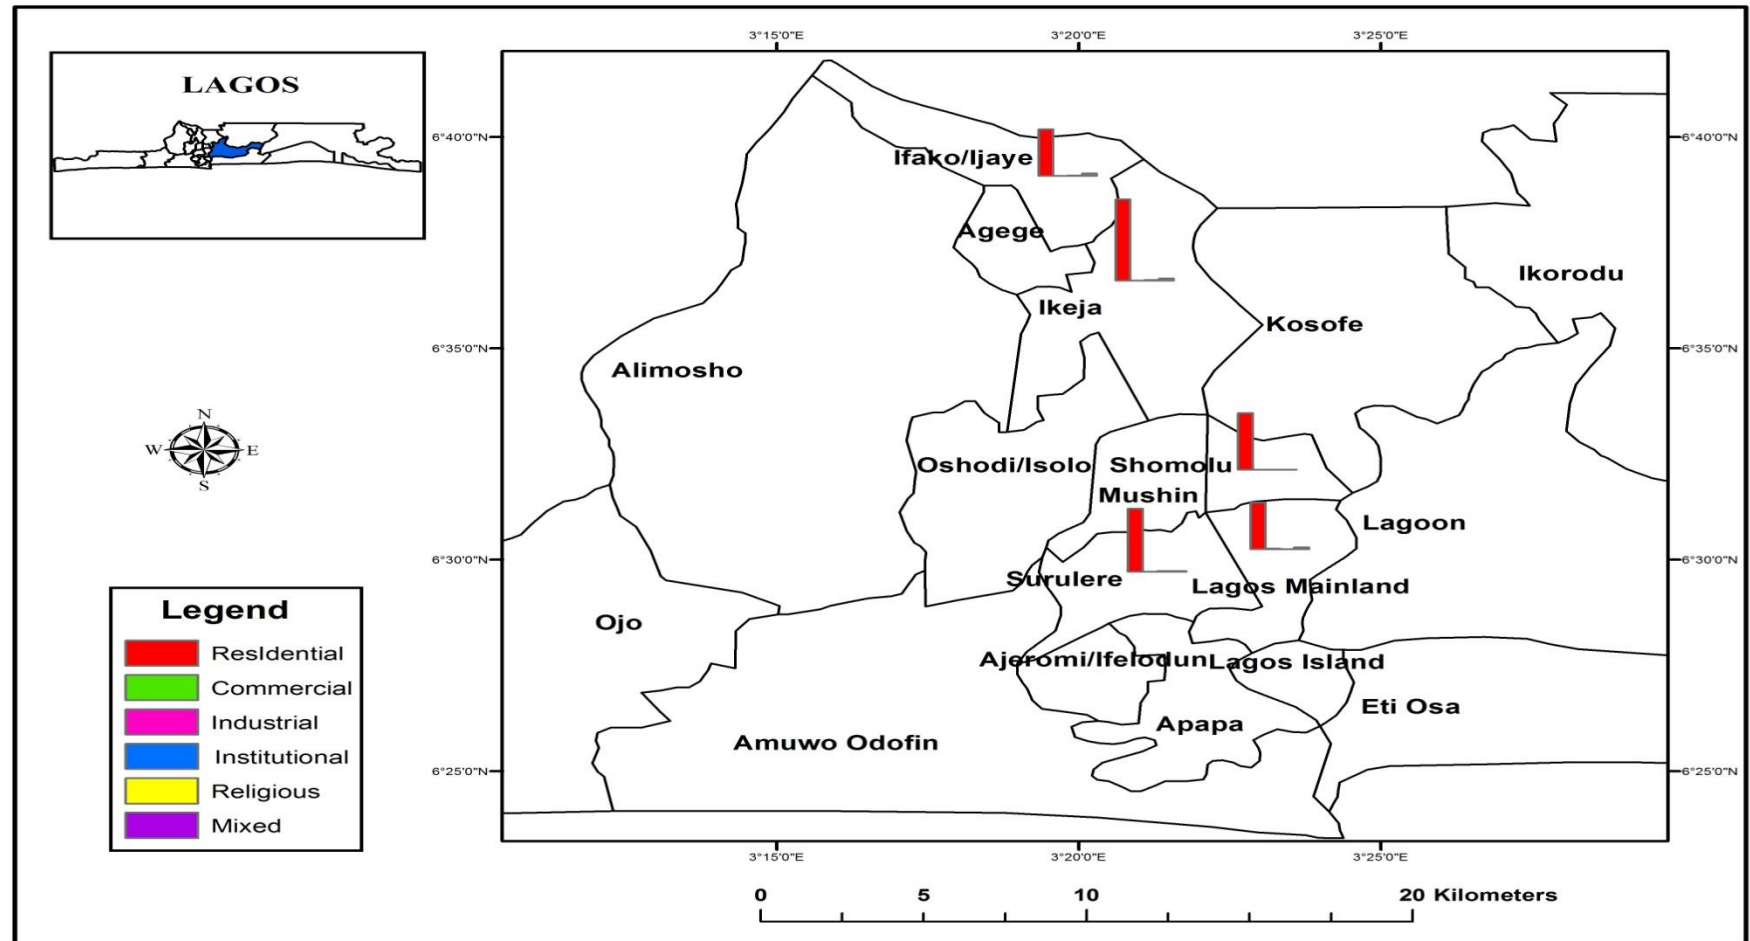 LAGOS
3°15'0"E
3°20'0"E
3°25'0"E
6°40'0"N
6°40'0"N
Ifako/Ijaye
Agege
Ikorodu
Ikeja
Kosofe
6°35'0"N
6°35'0"N
Alimosho
N
W
E
S
Oshodi/Isolo
Shomolu
Mushin
Lagoon
6°30'0"N
6°30'0"N
Surulere
Lagos Mainland
Ojo
Ajeromi/Ifelodun
Lagos Island
Eti Osa
Apapa
Amuwo Odofin
6°25'0"N
6°25'0"N
Legend
ResIdential
Commercial
Industrial
Institutional
Religious
Mixed
3°15'0"E
3°20'0"E
3°25'0"E
0 5 10 20 Kilometers